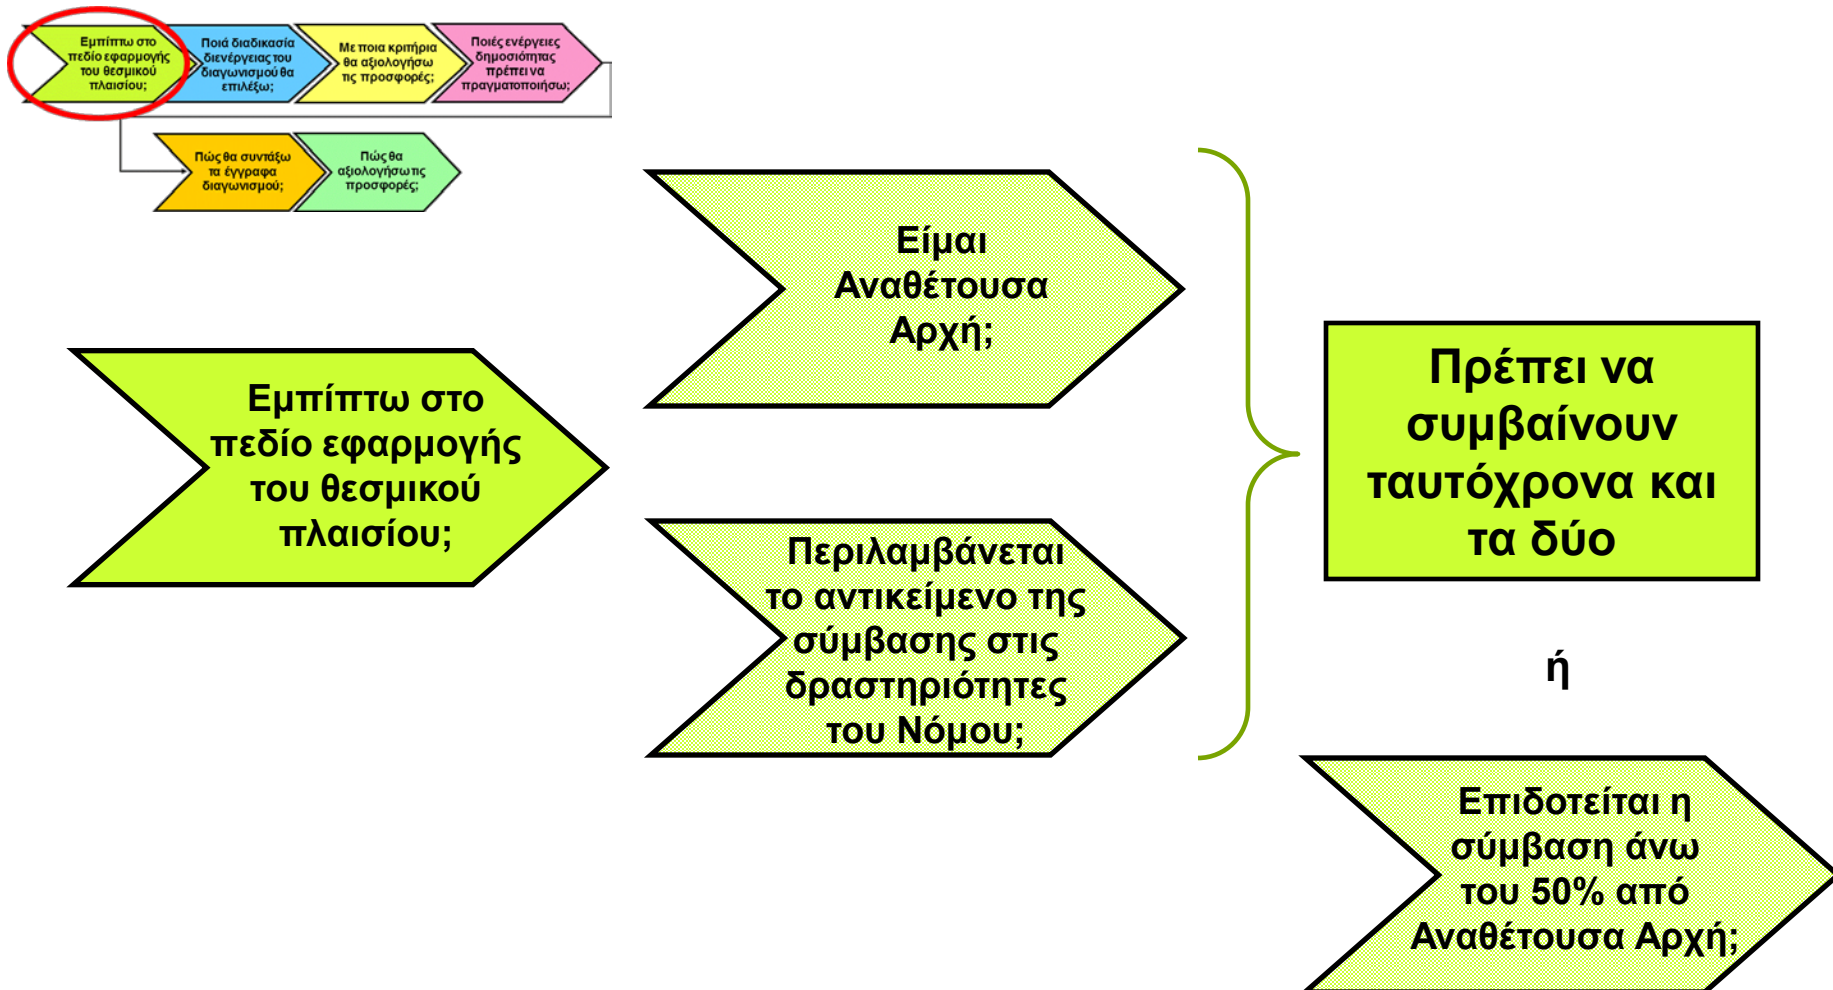 Εμπίπτω στο
πεδίο εφαρμογής
του θεσμικού
πλαισίου;
Ποιά διαδικασία
διενέργειας του
διαγωνισμού θα
επιλέξω;
Με ποια κριτήρια
θα αξιολογήσω
τις προσφορές;
Ποιές ενέργειες
δημοσιότητας
πρέπει να
πραγματοποιήσω;
Πώς θα συντάξω
τα έγγραφα
διαγωνισμού;
Πώς θα
αξιολογήσω τις
προσφορές;
Εμπίπτω στο
πεδίο εφαρμογής
του θεσμικού
πλαισίου;
Είμαι
Αναθέτουσα
Αρχή;
Περιλαμβάνεται
το αντικείμενο της
σύμβασης στις
δραστηριότητες
του Νόμου;
Πρέπει να
συμβαίνουν
ταυτόχρονα και
τα δύο
ή
Επιδοτείται η
σύμβαση άνω
του 50% από
Αναθέτουσα Αρχή;